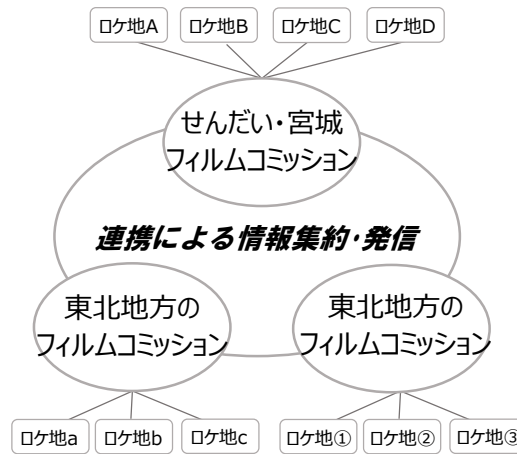 ロケ地A ロケ地B ロケ地C ロケ地D
せんだい・宮城
フィルムコミッション
連携による情報集約・発信
東北地方の
フィルムコミッション
東北地方の
フィルムコミッション
ロケ地a ロケ地b ロケ地c ロケ地① ロケ地② ロケ地③